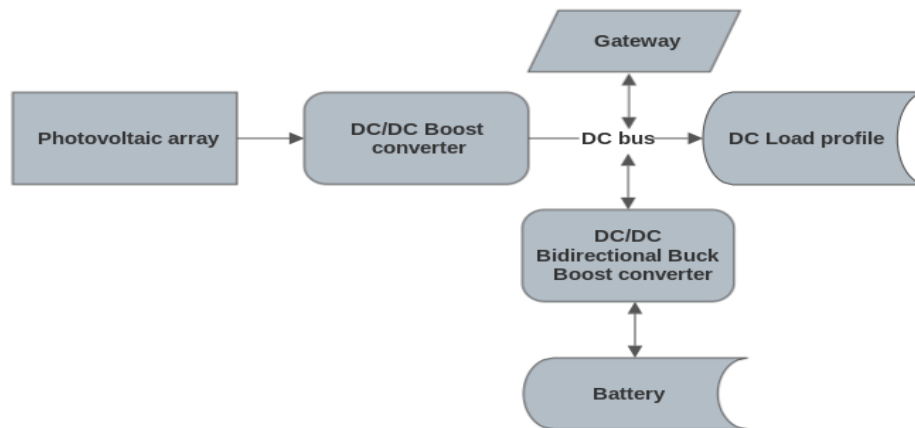 Gateway
Photovoltaic array
DC/DC Boost
converter
DC bus
DC Load profile
DC/DC
Bidirectional Buck
Boost converter
Battery